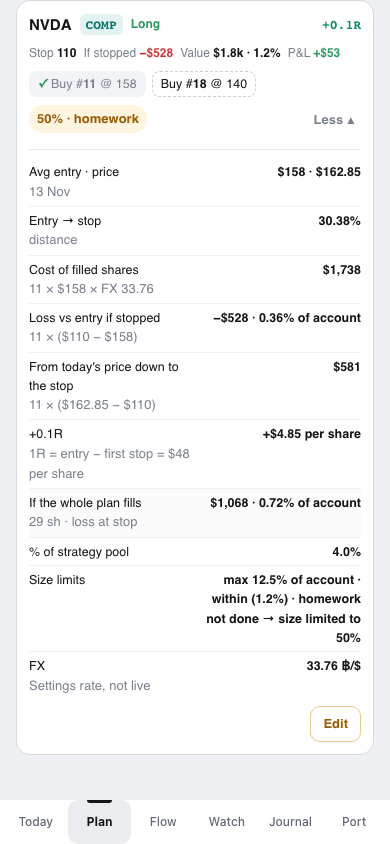 NVDA COMP Long +0.1R
Stop 110 If stopped −$528 Value $1.8k · 1.2% P&L +$53
✓Buy #11 @ 158 Buy #18 @ 140
50% · homework Less ▲
Avg entry · price $158 · $162.85
13 Nov
Entry → stop 30.38%
distance
Cost of filled shares $1,738
11 × $158 × FX 33.76
Loss vs entry if stopped −$528 · 0.36% of account
11 × ($110 − $158)
From today's price down to $581
the stop
11 × ($162.85 − $110)
+0.1R +$4.85 per share
1R = entry − first stop = $48
per share
If the whole plan fills $1,068 · 0.72% of account
29 sh · loss at stop
% of strategy pool 4.0%
Size limits max 12.5% of account ·
within (1.2%) · homework
not done → size limited to
50%
FX 33.76 ฿/$
Settings rate, not live
Edit
Today Plan Flow Watch Journal Port